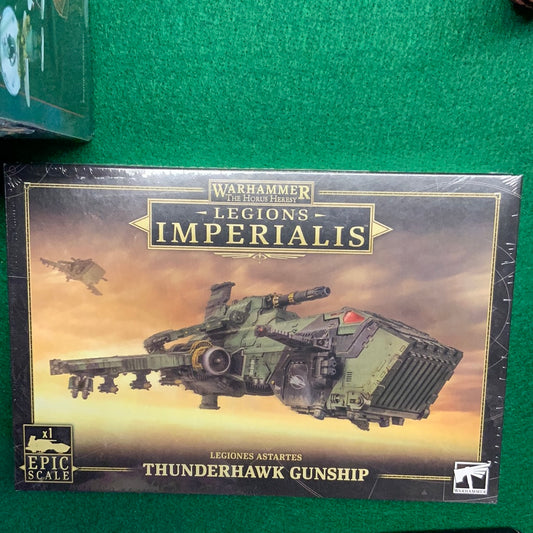 WARHAMMER
THE HORUS HERESY
LEGIONS
IMPERIALIS
x1
EPIC
SCALE
LEGIONES ASTARTES
THUNDERHAWK GUNSHIP
WARHAMMER